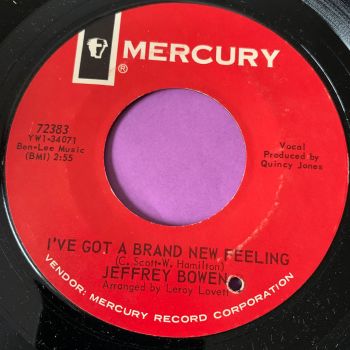 MERCURY
®
72383
YW1-34071
Ben-Lee Music
(BMI) 2:55
Vocal
Produced by
Quincy Jones
I'VE GOT A BRAND NEW FEELING
(C. Scott-W. Hamilton)
JEFFREY BOWEN
Arranged by Leroy Lovett
VENDOR: MERCURY RECORD CORPORATION